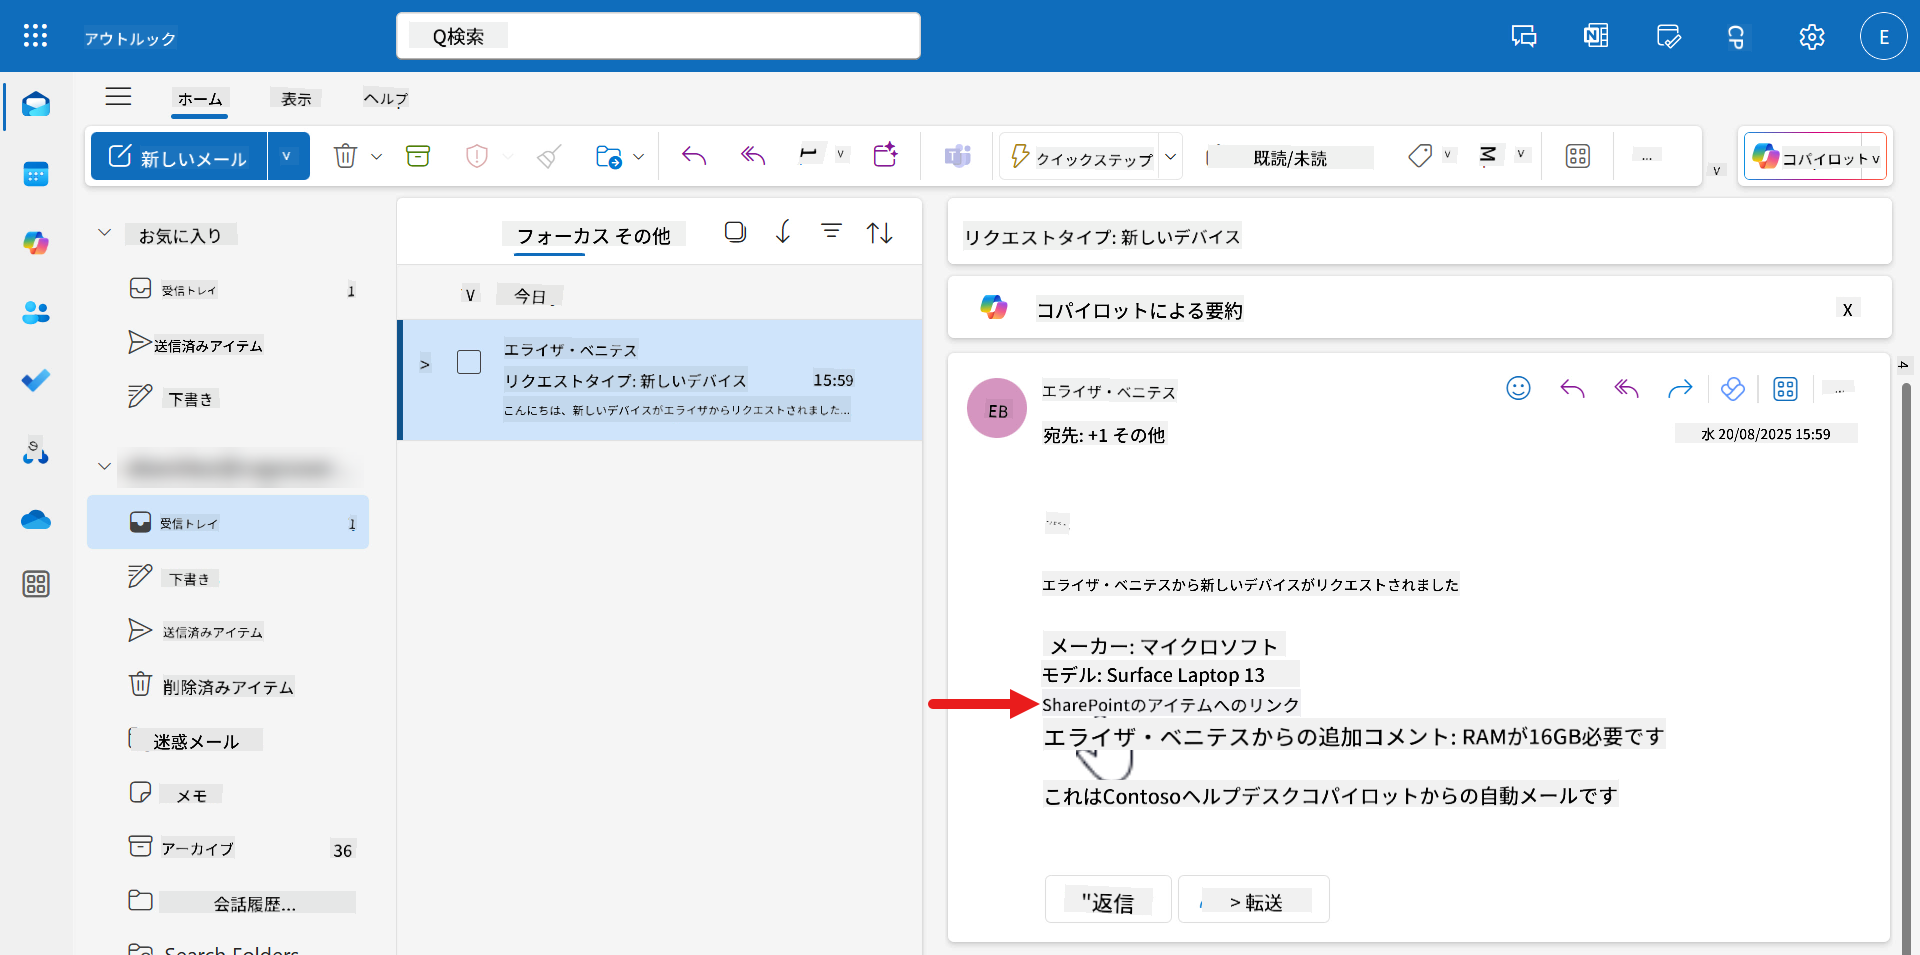 アウトルック
Q検索
E
ホーム
表示
ヘルプ
新しいメール
クイックステップ
既読/未読
...
コパイロット
お気に入り
受信トレイ
1
送信済みアイテム
下書き
受信トレイ
1
下書き
送信済みアイテム
削除済みアイテム
迷惑メール
メモ
アーカイブ
36
会話履歴...
Search Folders
フォーカス その他
今日
エライザ・ベニテス
リクエストタイプ: 新しいデバイス
15:59
こんにちは、新しいデバイスがエライザからリクエストされました...
リクエストタイプ: 新しいデバイス
コパイロットによる要約
X
EB
エライザ・ベニテス
宛先: +1 その他
水 20/08/2025 15:59
エライザ・ベニテスから新しいデバイスがリクエストされました
メーカー: マイクロソフト
モデル: Surface Laptop 13
SharePointのアイテムへのリンク
エライザ・ベニテスからの追加コメント: RAMが16GB必要です
これはContosoヘルプデスクコパイロットからの自動メールです
"返信
> 転送